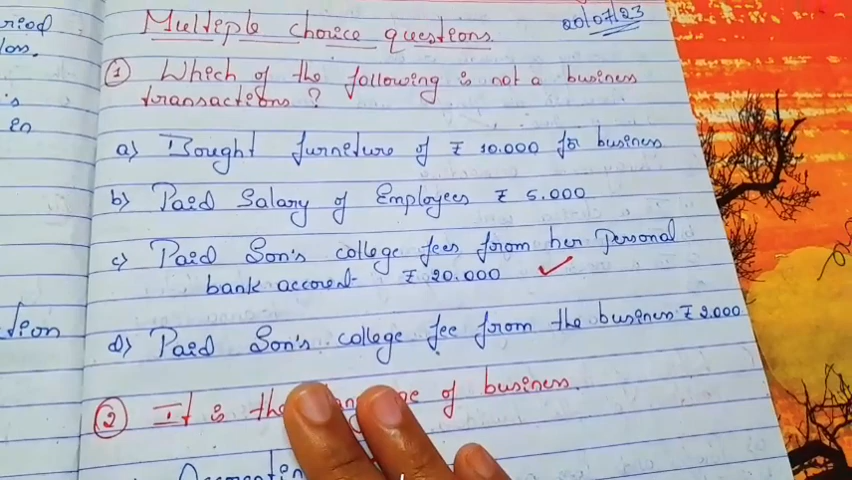 Multiple choice questions.
20/07/23
① Which of the following is not a business
transactions ?
a) Bought furneture of ₹ 10.000 for business
b) Paid Salary of Employees ₹ 5.000
c) Paid Son's college fees from her Personal
bank account ₹ 20.000 ✓
d) Paid Son's college fee from the business ₹ 2.000
② It is the of business.